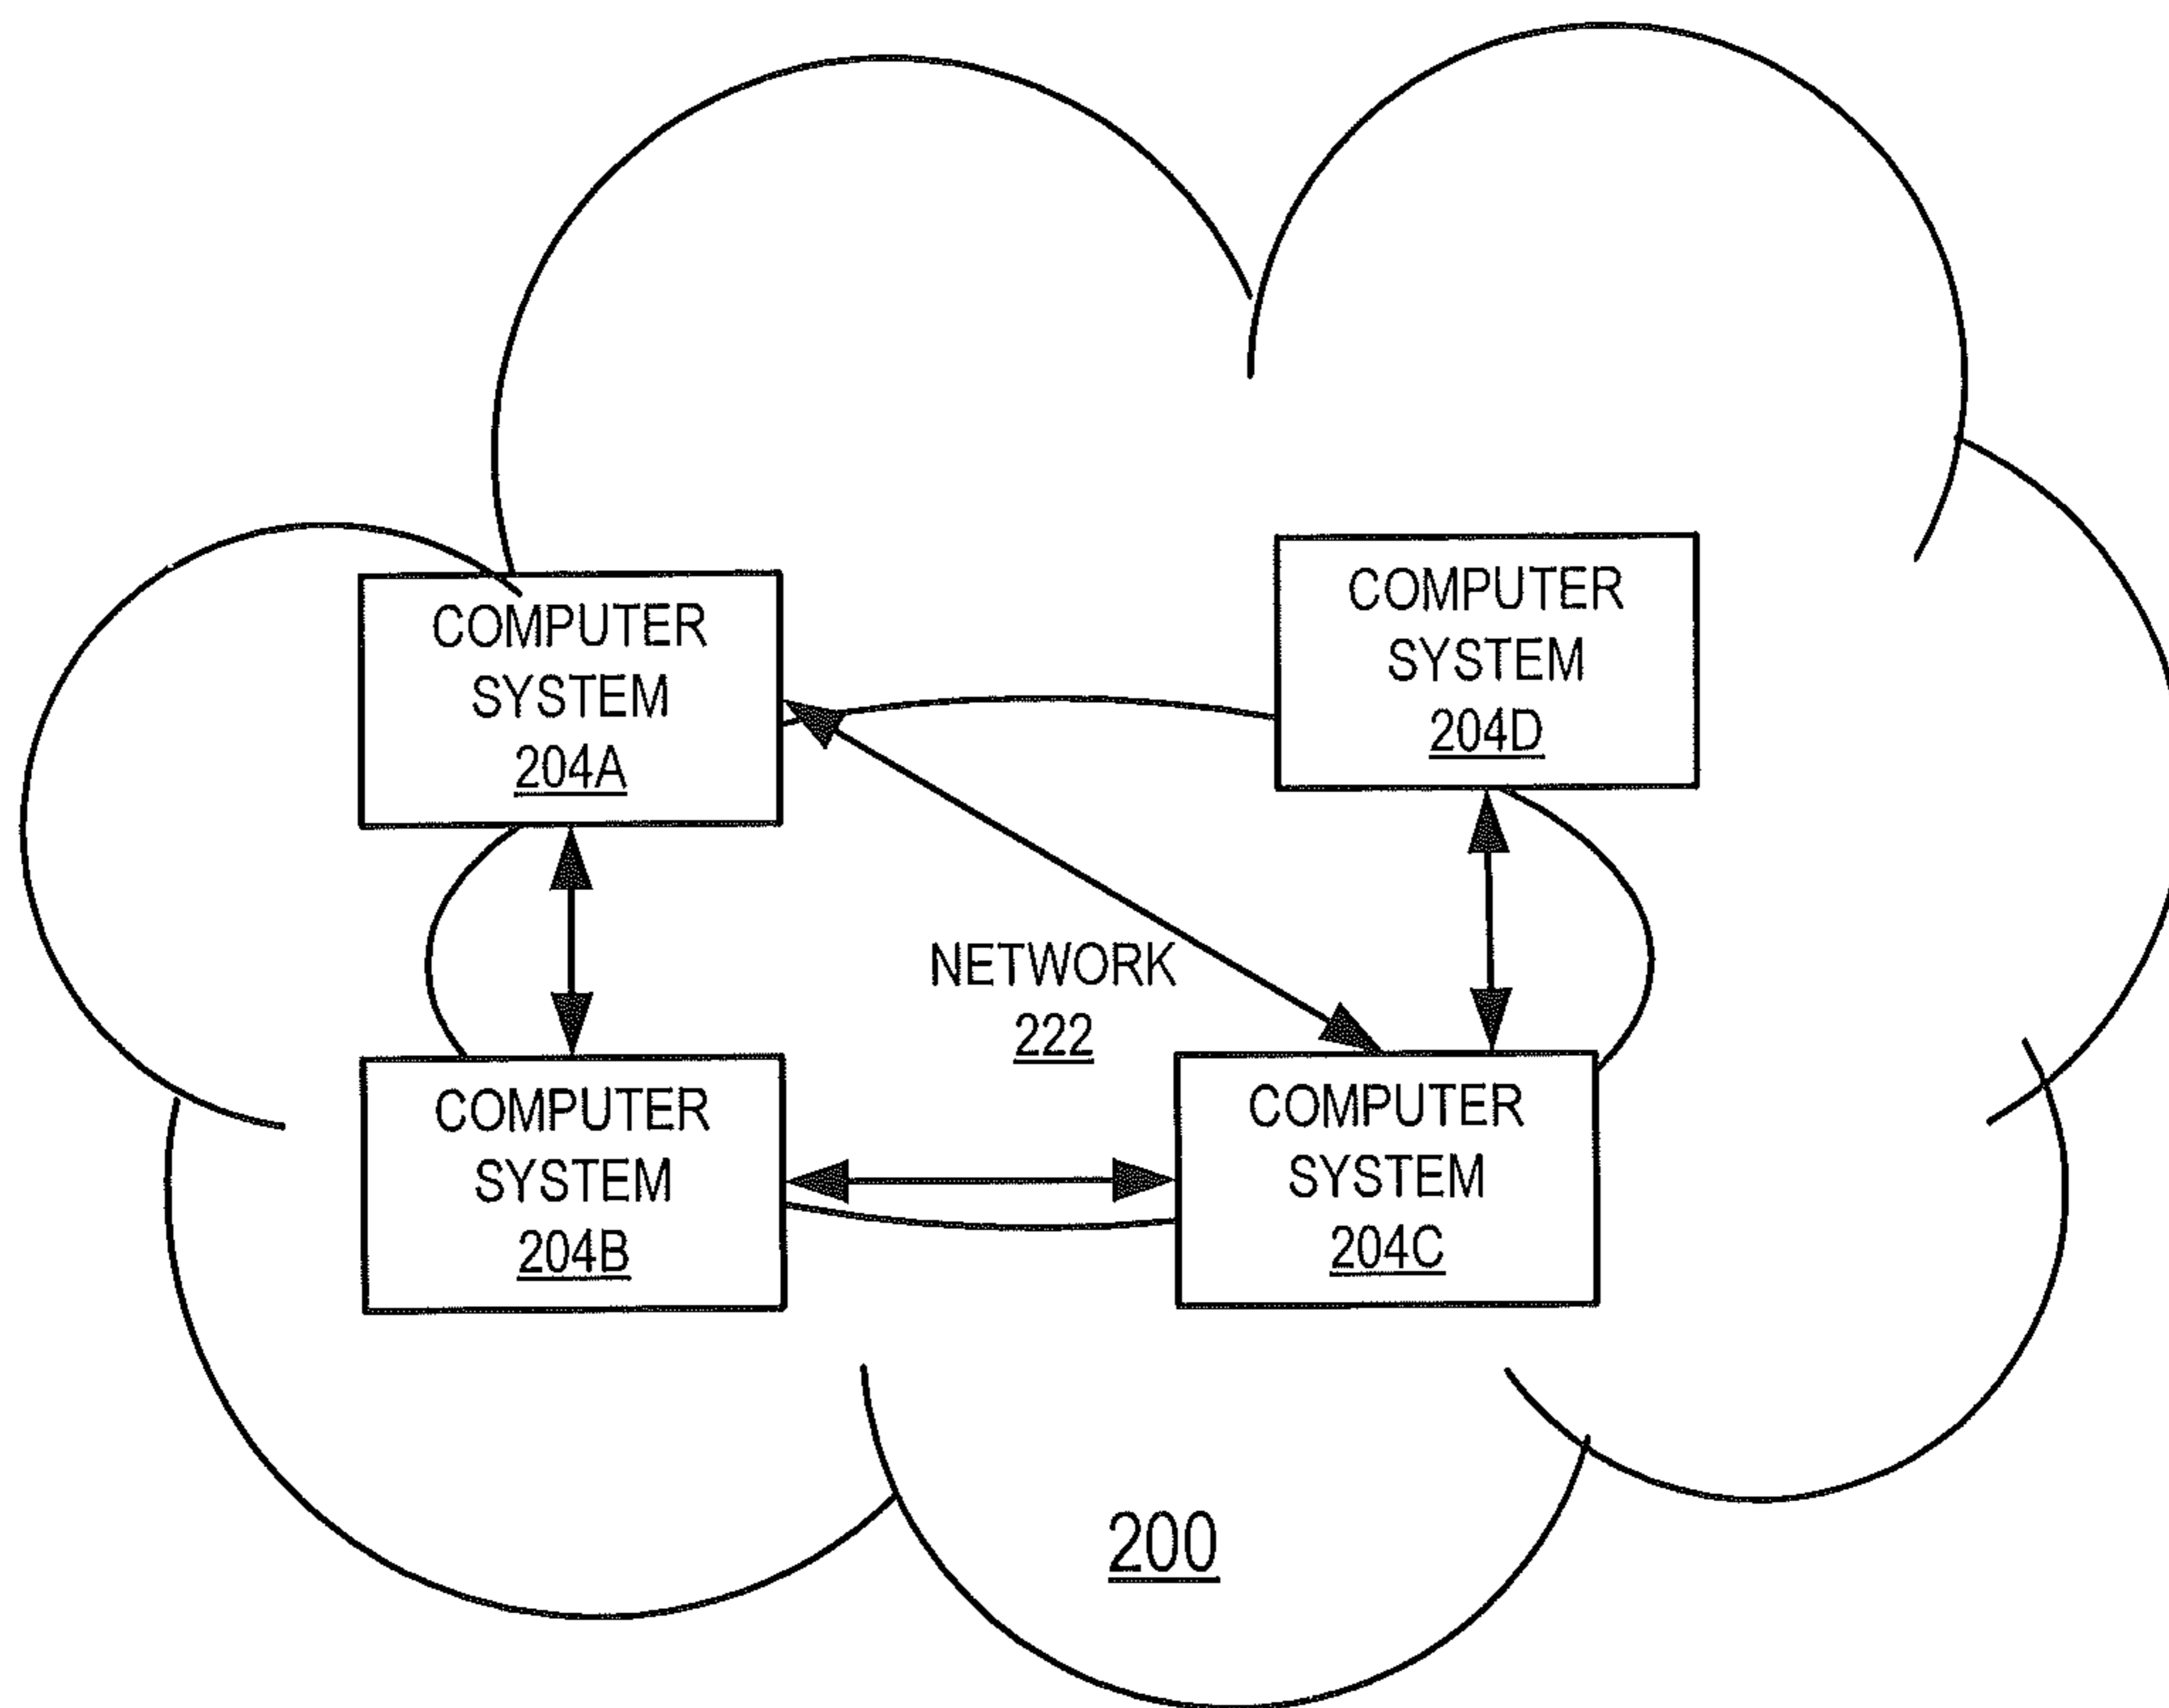 COMPUTER
SYSTEM
204A
COMPUTER
SYSTEM
204D
NETWORK
222
COMPUTER
SYSTEM
204B
COMPUTER
SYSTEM
204C
200